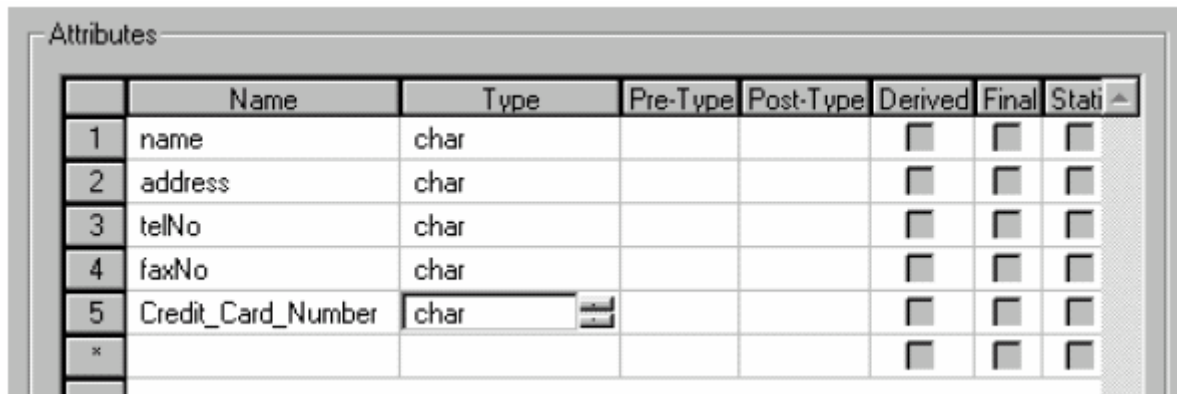 Attributes
Name Type Pre-Type Post-Type Derived Final Stati
1 name char
2 address char
3 telNo char
4 faxNo char
5 Credit_Card_Number char
*